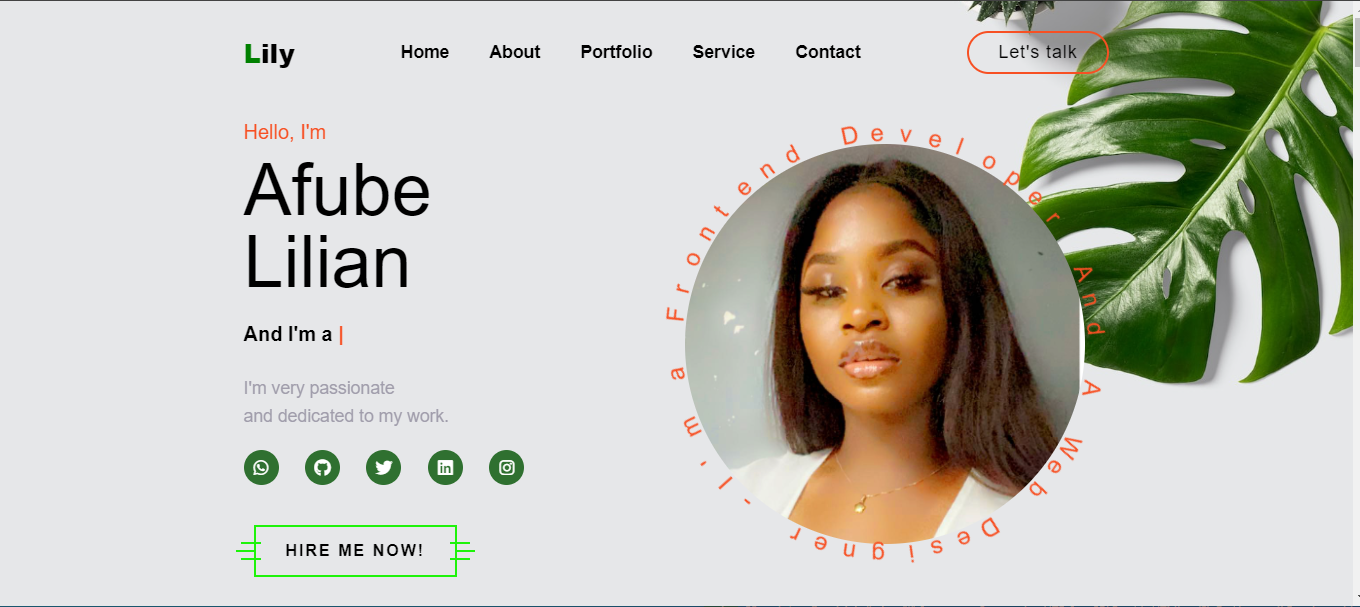 Lily
Home About Portfolio Service Contact
Let's talk
Hello, I'm
Afube
Lilian
And I'm a |
I'm very passionate
and dedicated to my work.
HIRE ME NOW!
I'm a Frontend Developer And A Web Designer -